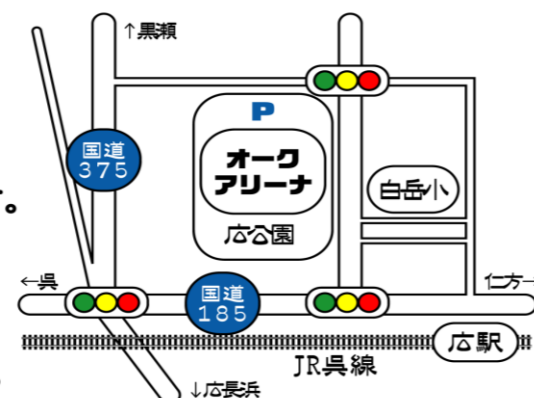 ↑黒瀬
P
国道
375
オーク
アリーナ
白岳小
。
広公園
←呉
国道
185
仁方→
広駅
JR呉線
↓広長浜